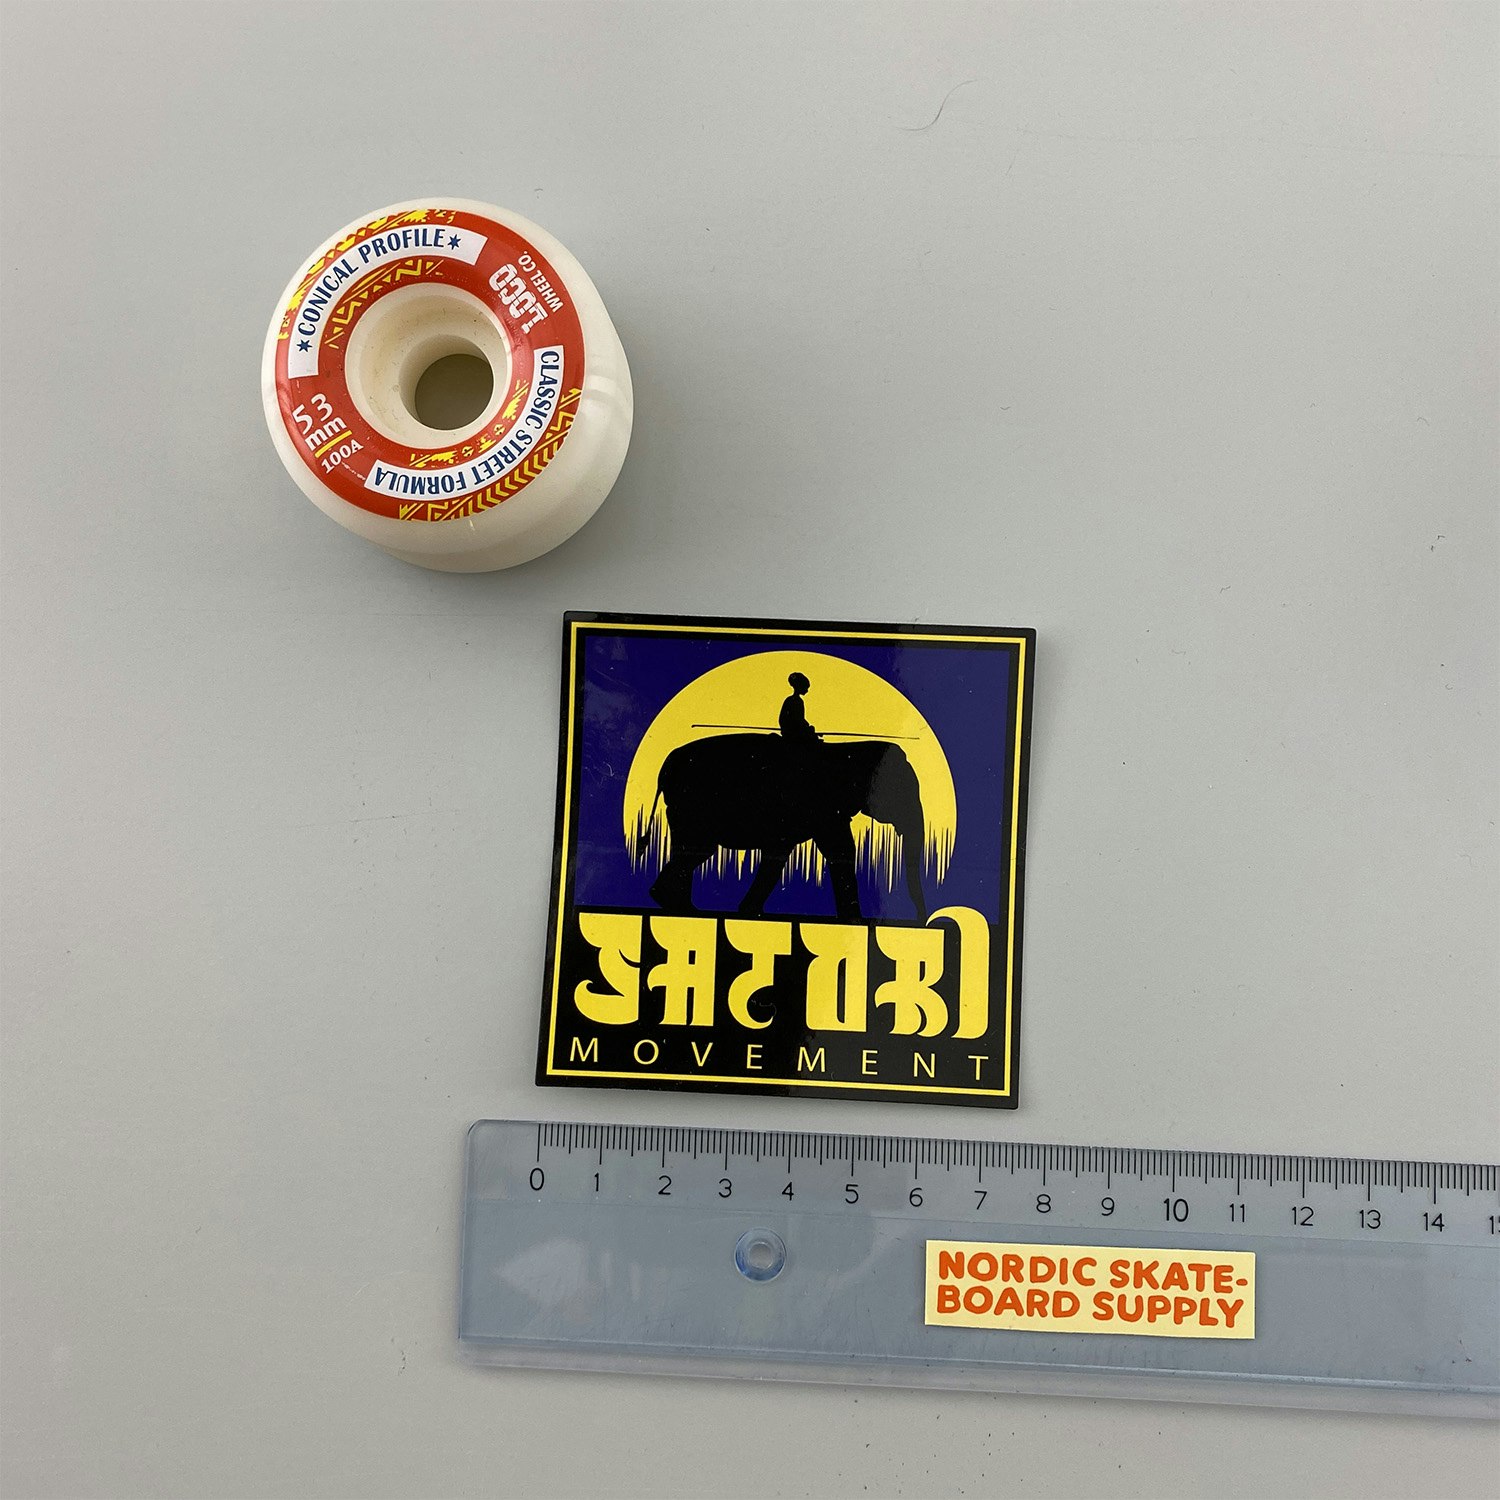 ★CONICAL PROFILE★
LOCO
WHEEL CO.
CLASSIC STREET FORMULA
53
mm
100A
SATORI
MOVEMENT
0 1 2 3 4 5 6 7 8 9 10 11 12 13 14
NORDIC SKATE-
BOARD SUPPLY